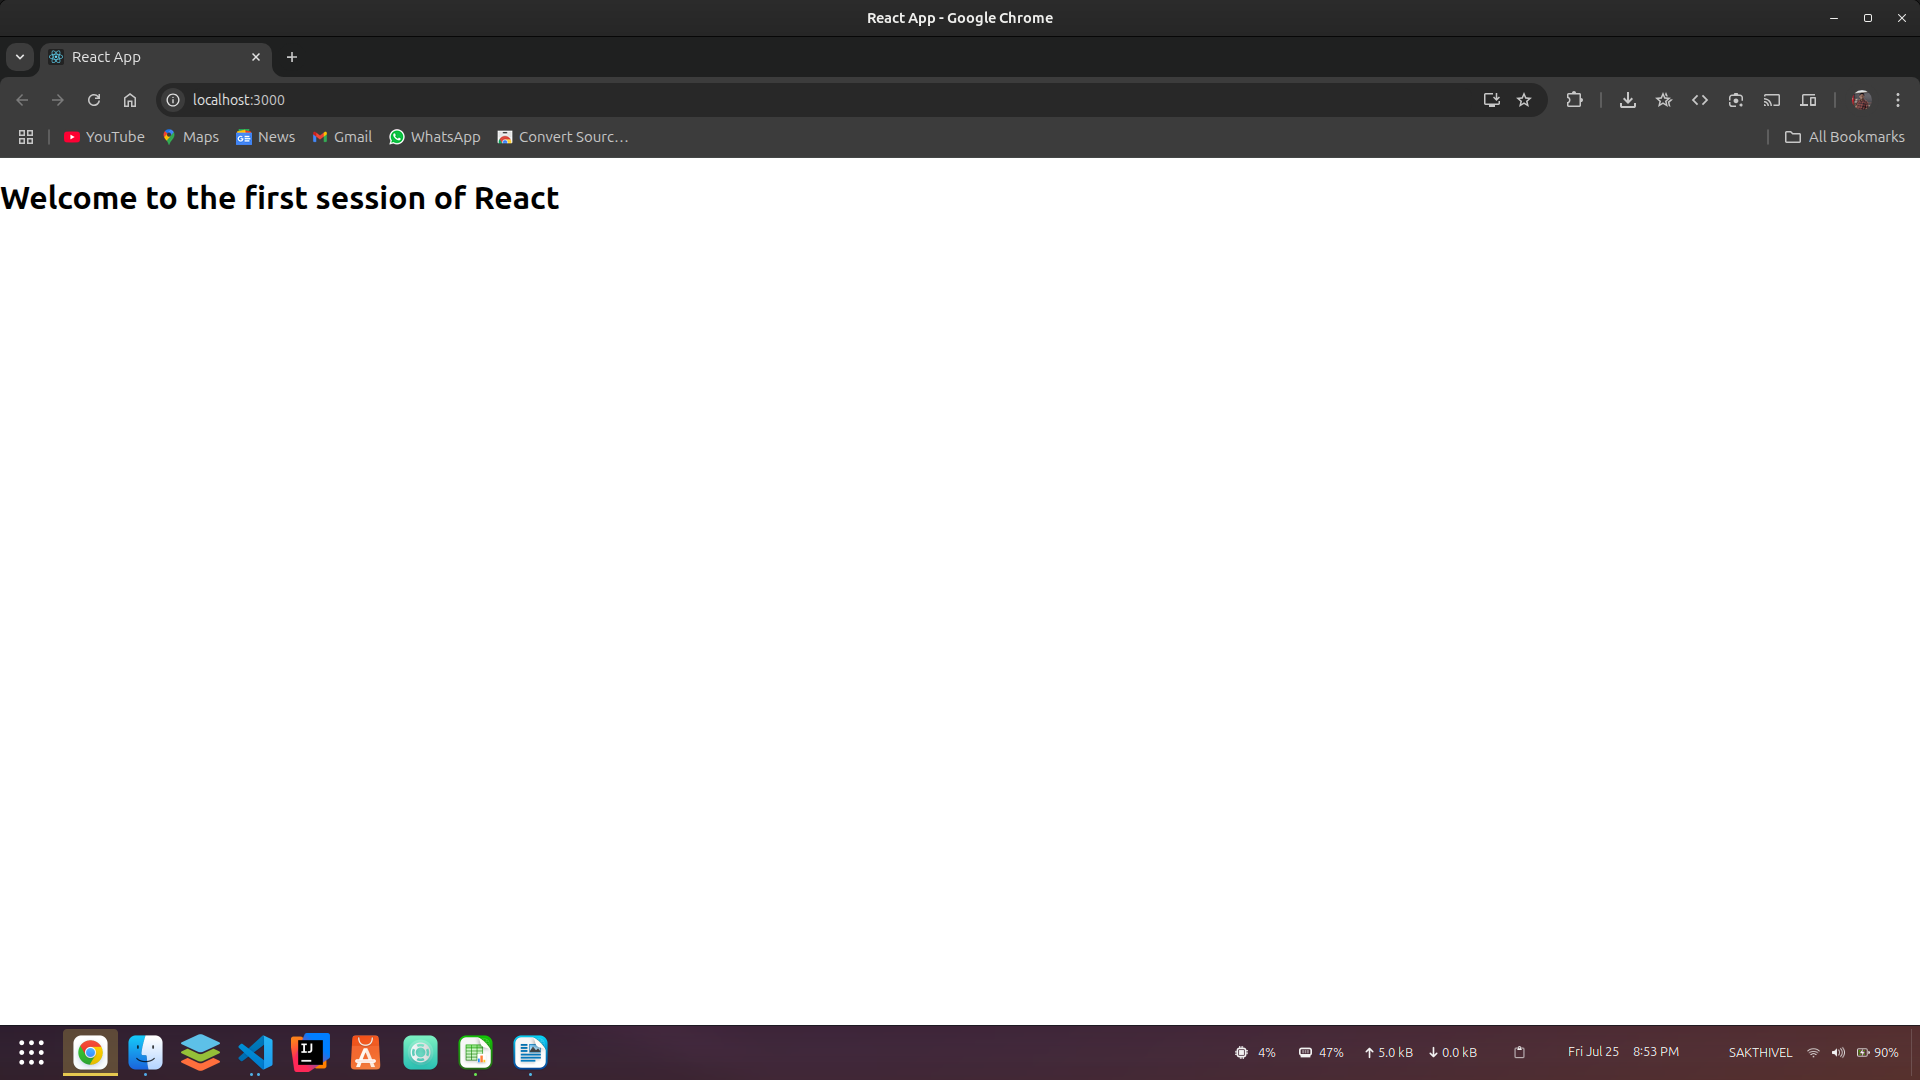 React App - Google Chrome
React App
localhost:3000
YouTube
Maps
News
Gmail
WhatsApp
Convert Sourc…
All Bookmarks
Welcome to the first session of React
4%
47%
5.0 kB
0.0 kB
Fri Jul 25
8:53 PM
SAKTHIVEL
90%